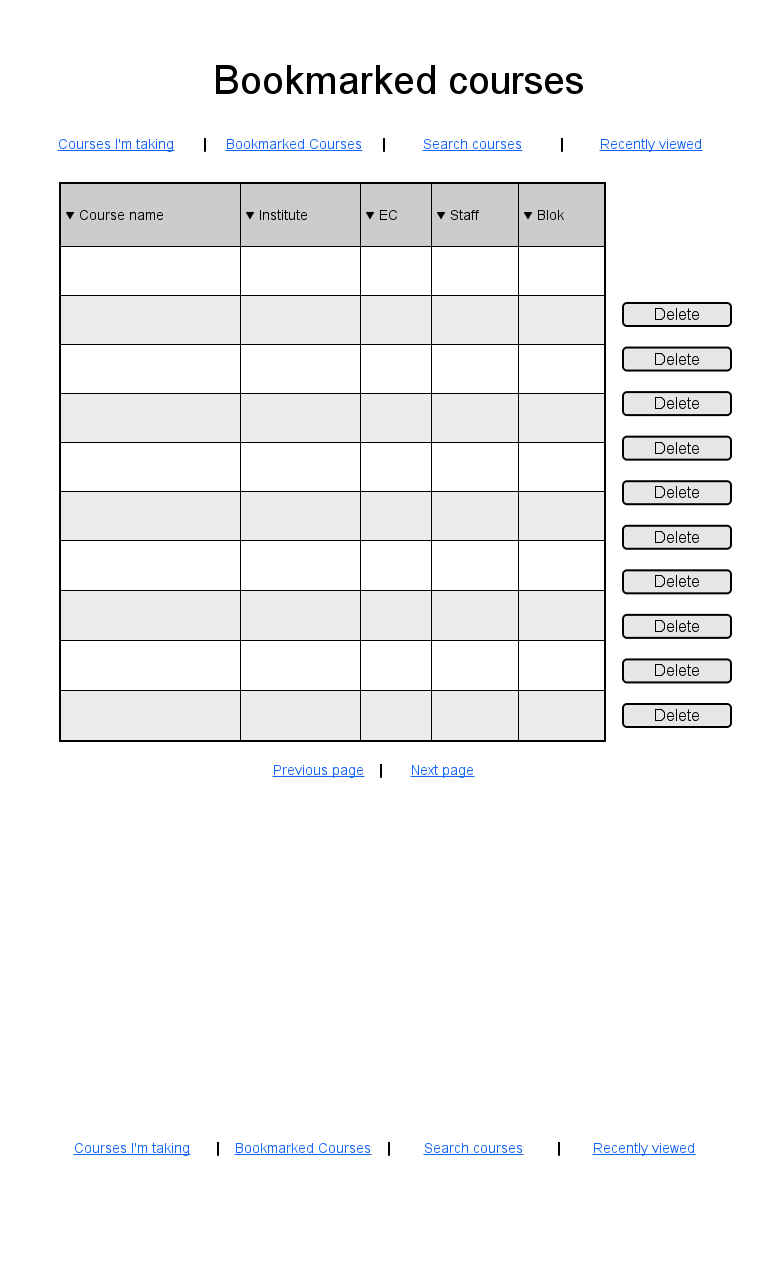 Bookmarked courses
Courses I'm taking | Bookmarked Courses | Search courses | Recently viewed
▼ Course name ▼ Institute ▼ EC ▼ Staff ▼ Blok
Delete
Delete
Delete
Delete
Delete
Delete
Delete
Delete
Delete
Delete
Previous page | Next page
Courses I'm taking | Bookmarked Courses | Search courses | Recently viewed